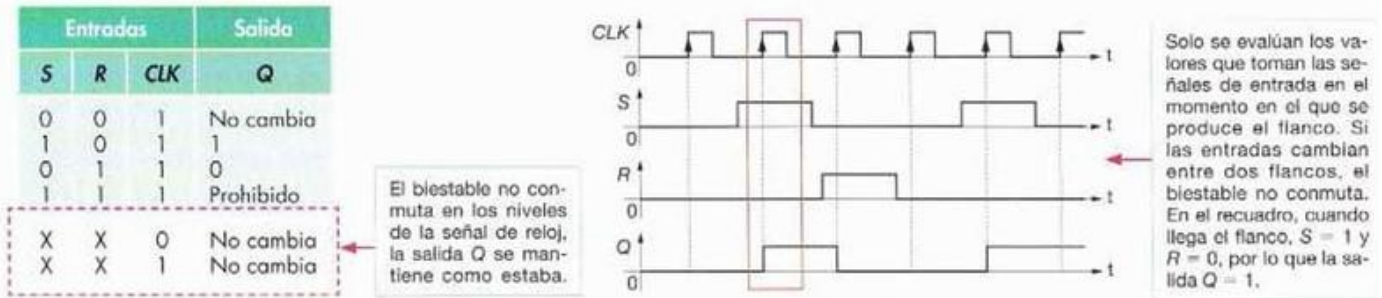 Entradas Salida
S R CLK Q
0 0 1 No cambia
1 0 1 1
0 1 1 0
1 1 1 Prohibido
X X 0 No cambia
X X 1 No cambia
El biestable no con-
muta en los niveles
de la señal de reloj,
la salida Q se man-
tiene como estaba.
CLK
0
t
S
0
t
R
0
t
Q
0
t
Solo se evalúan los va-
lores que toman las se-
ñales de entrada en el
momento en el que se
produce el flanco. Si
las entradas cambian
entre dos flancos, el
biestable no conmuta.
En el recuadro, cuando
llega el flanco, S = 1 y
R = 0, por lo que la sa-
lida Q = 1.